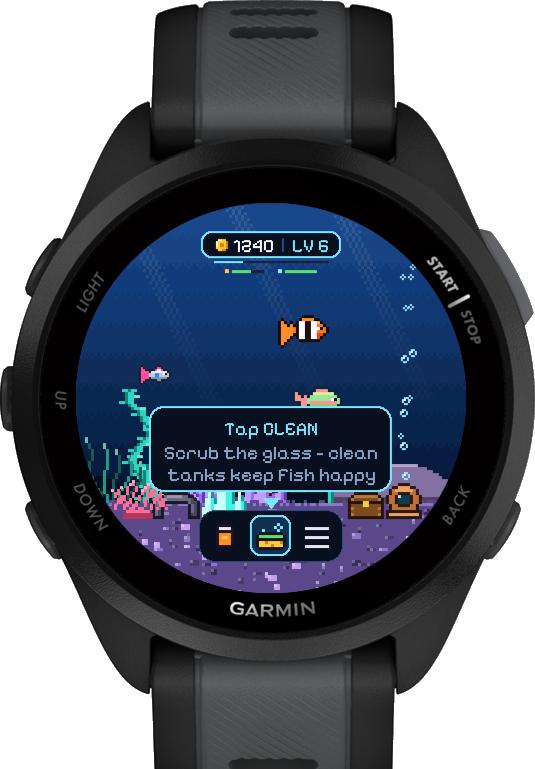 1240 | LV 6
START
STOP
LIGHT
UP
Tap CLEAN
Scrub the glass - clean
tanks keep fish happy
DOWN
BACK
GARMIN